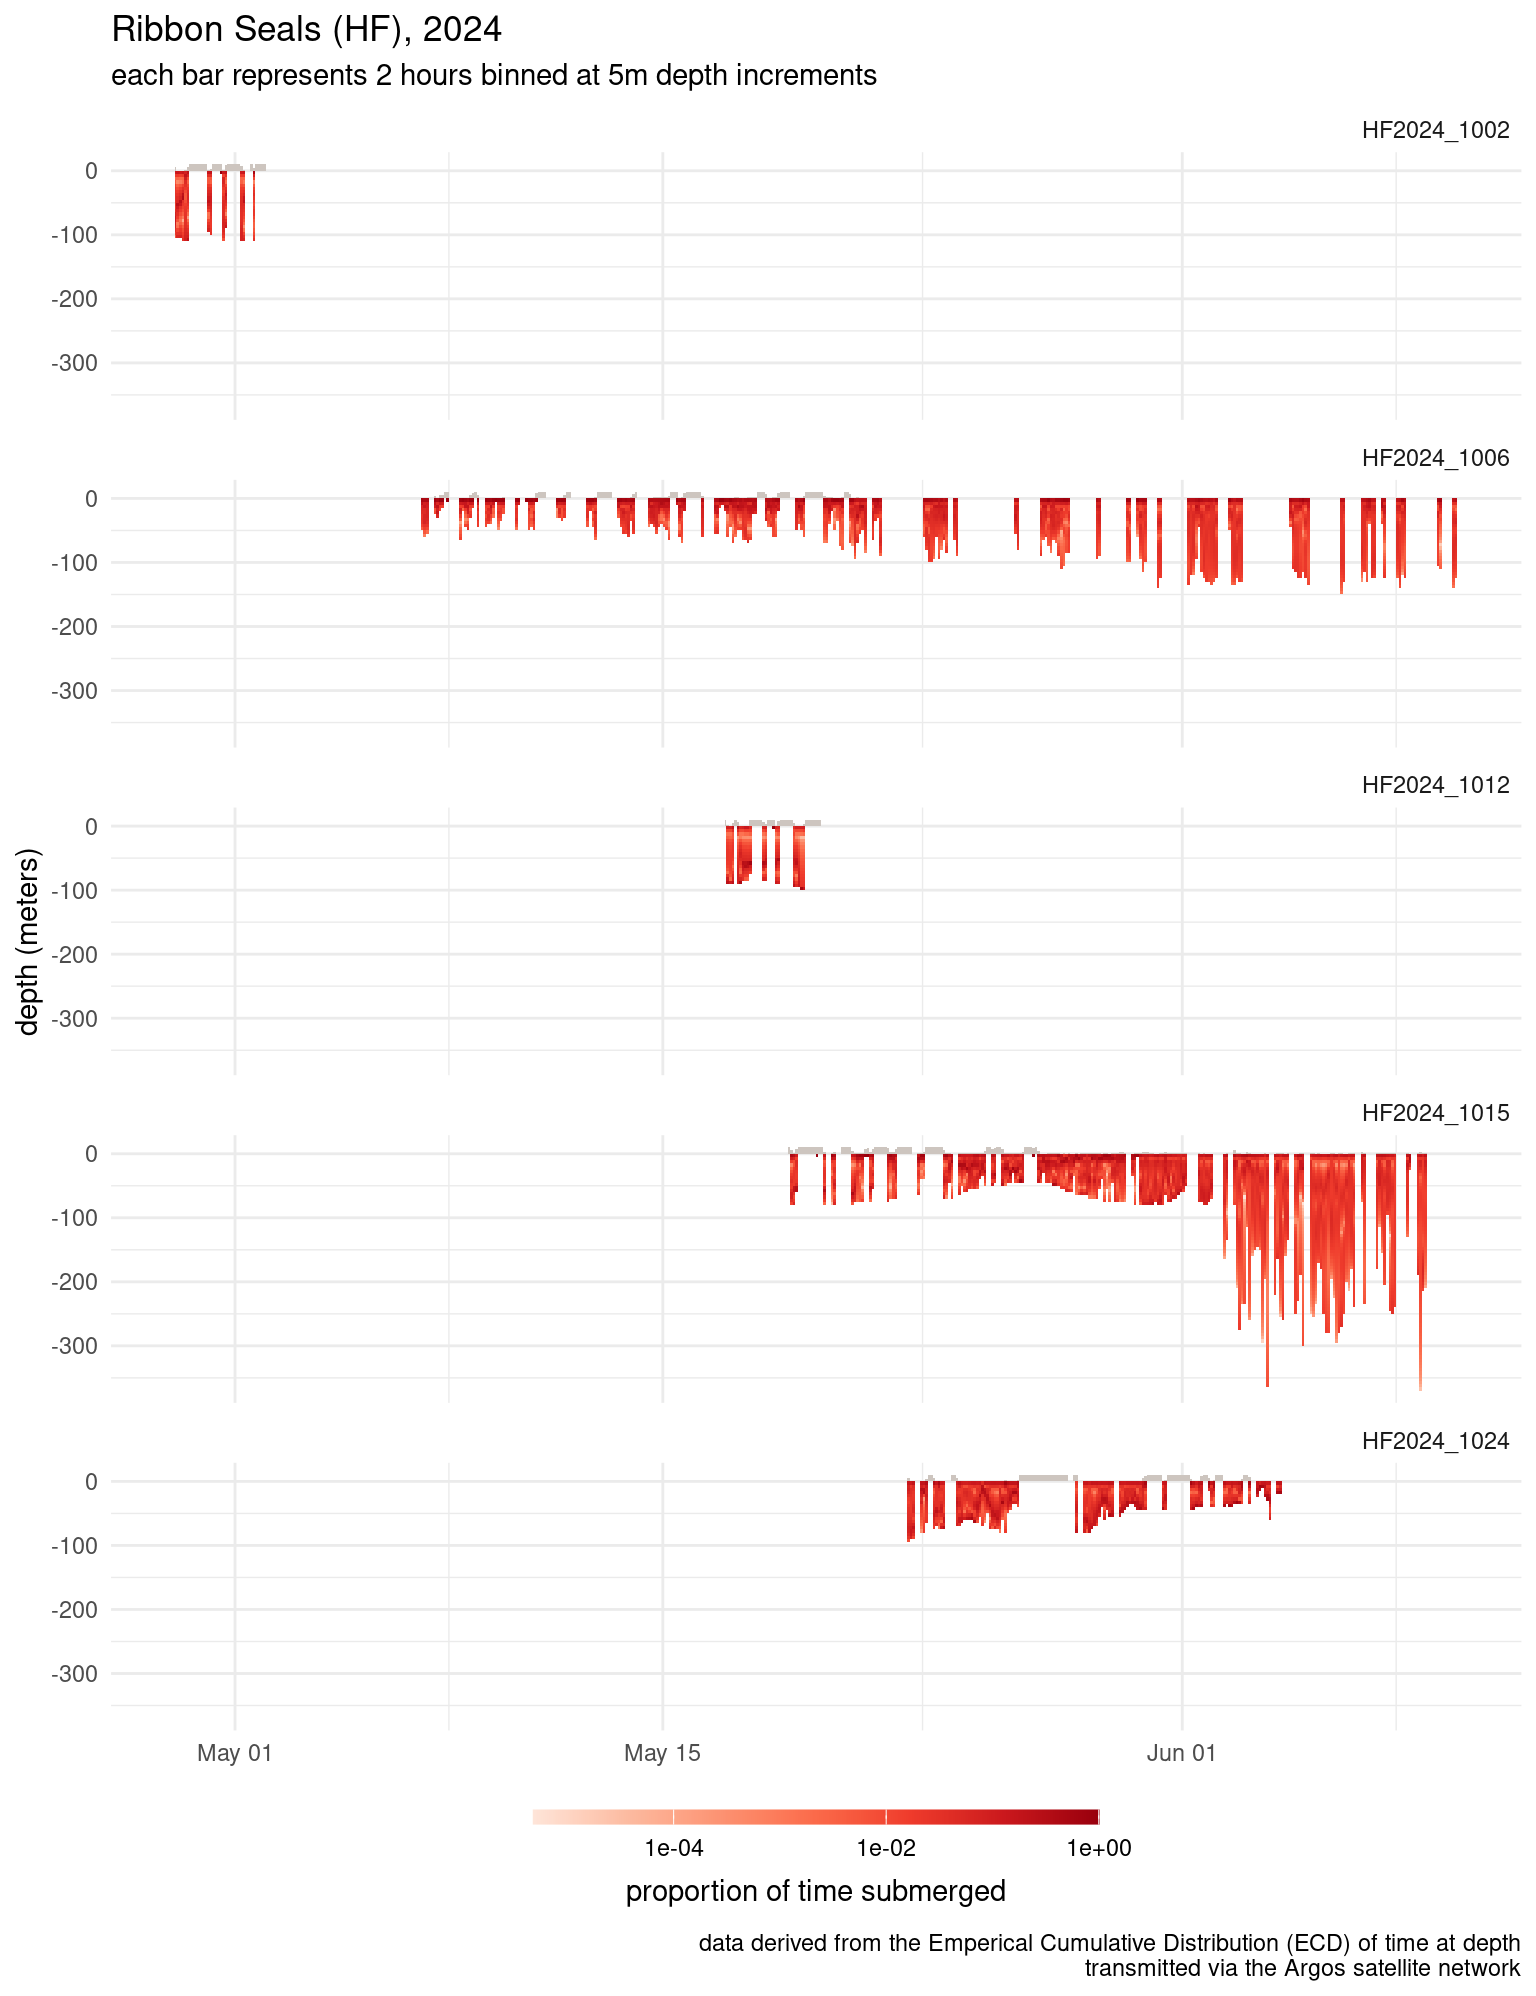 Ribbon Seals (HF), 2024
each bar represents 2 hours binned at 5m depth increments
HF2024_1002
0
-100
-200
-300
HF2024_1006
0
-100
-200
-300
HF2024_1012
0
-100
-200
-300
depth (meters)
HF2024_1015
0
-100
-200
-300
HF2024_1024
0
-100
-200
-300
May 01
May 15
Jun 01
1e-04
1e-02
1e+00
proportion of time submerged
data derived from the Emperical Cumulative Distribution (ECD) of time at depth
transmitted via the Argos satellite network